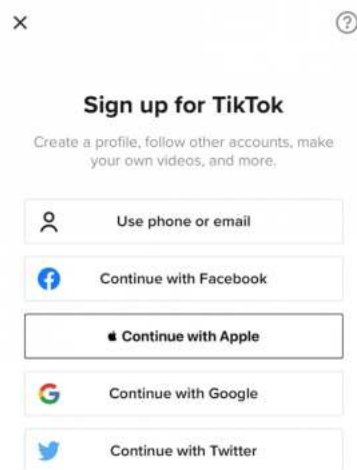 Sign up for TikTok
Create a profile, follow other accounts, make
your own videos, and more.
Use phone or email
Continue with Facebook
Continue with Apple
Continue with Google
Continue with Twitter